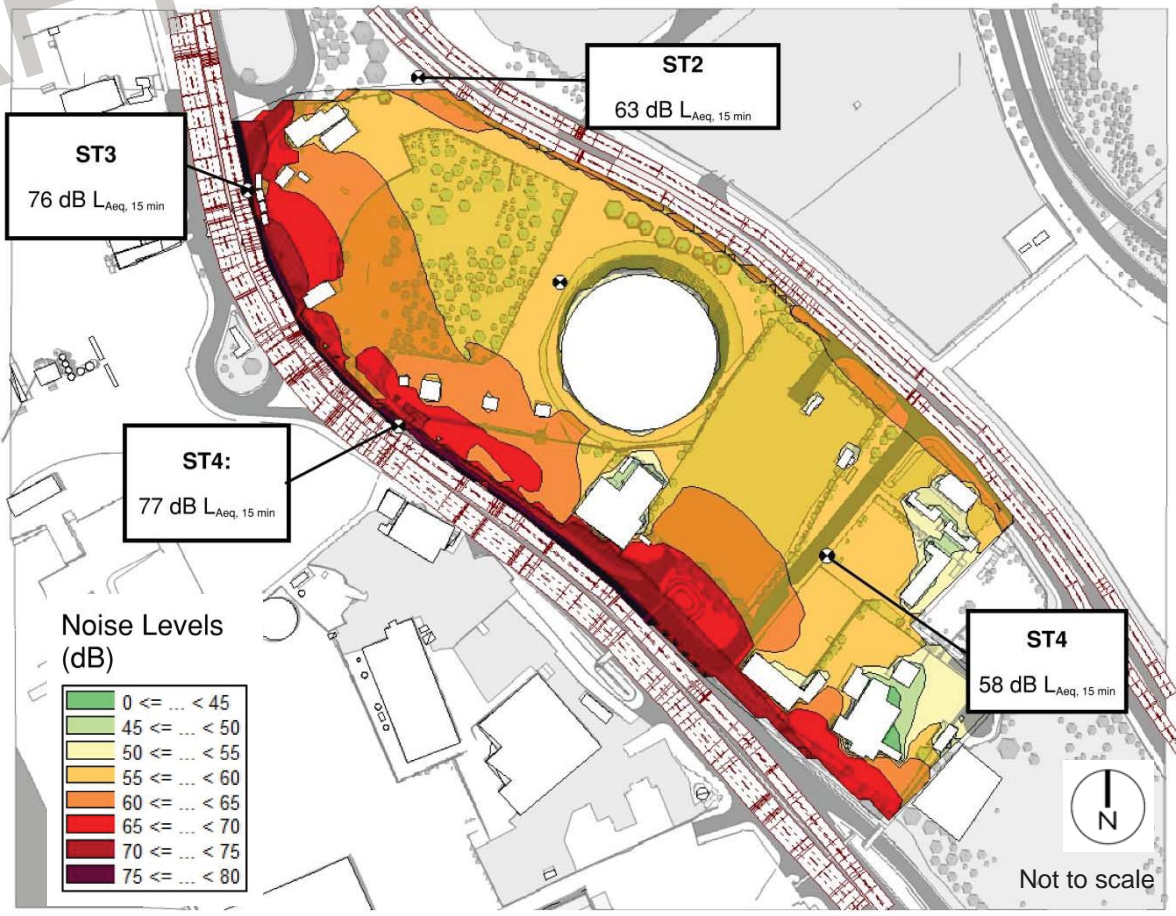 AFT
ST2
63 dB LAeq, 15 min
ST3
76 dB LAeq, 15 min
ST4:
77 dB LAeq, 15 min
ST4
58 dB LAeq, 15 min
Noise Levels
(dB)
0 <= ... < 45
45 <= ... < 50
50 <= ... < 55
55 <= ... < 60
60 <= ... < 65
65 <= ... < 70
70 <= ... < 75
75 <= ... < 80
N
Not to scale